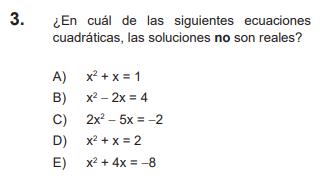 3. ¿En cuál de las siguientes ecuaciones
cuadráticas, las soluciones no son reales?
A) x² + x = 1
B) x² – 2x = 4
C) 2x² – 5x = –2
D) x² + x = 2
E) x² + 4x = –8